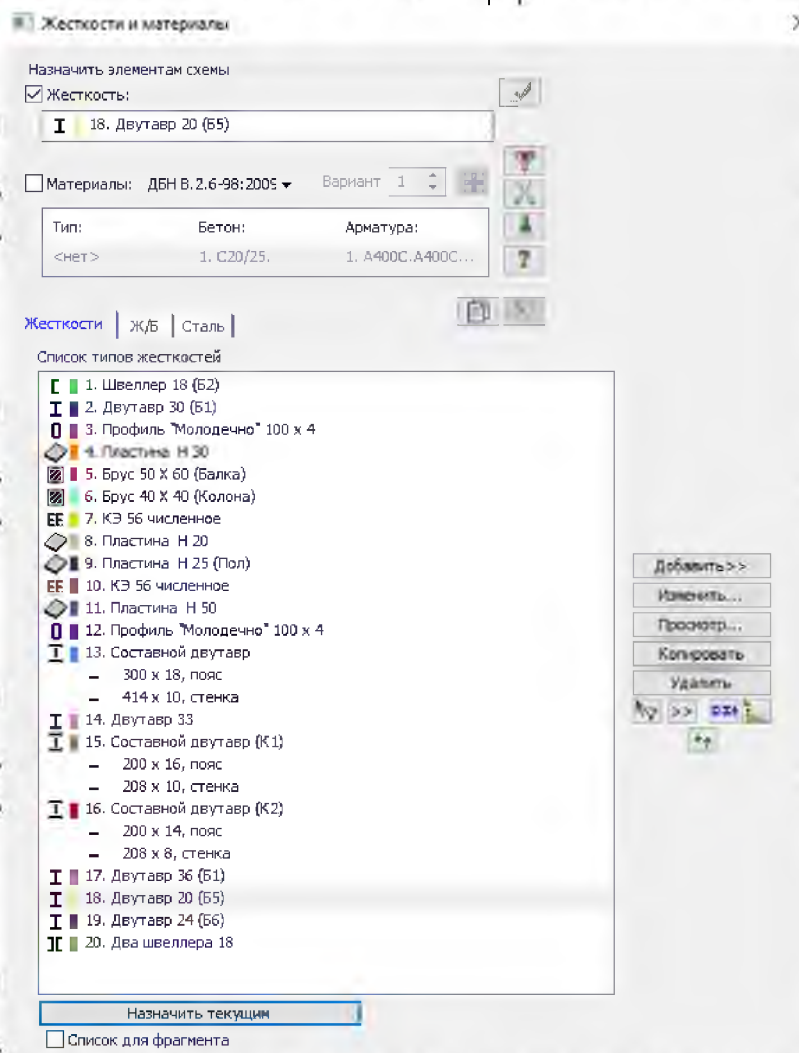 Жесткости и материалы
Назначить элементам схемы
Жесткость:
18. Двутавр 20 (Б5)
Материалы: ДБН В.2.6-98:2009 Вариант 1
Тип: Бетон: Арматура:
<нет> 1. C20/25. 1. A400C.A400C...
?
Жесткости Ж/Б Сталь
Список типов жесткостей
1. Швеллер 18 (Б2)
2. Двутавр 30 (Б1)
3. Профиль "Молодечно" 100 x 4
4. Пластина H 30
5. Брус 50 X 60 (Балка)
6. Брус 40 X 40 (Колона)
7. КЭ 56 численное
8. Пластина H 20
9. Пластина H 25 (Пол)
10. КЭ 56 численное
11. Пластина H 50
12. Профиль "Молодечно" 100 x 4
13. Составной двутавр
300 x 18, пояс
414 x 10, стенка
14. Двутавр 33
15. Составной двутавр (К1)
200 x 16, пояс
208 x 10, стенка
16. Составной двутавр (К2)
200 x 14, пояс
208 x 8, стенка
17. Двутавр 36 (Б1)
18. Двутавр 20 (Б5)
19. Двутавр 24 (Б6)
20. Два швеллера 18
Добавить>>
Изменить...
Просмотр...
Копировать
Удалить
>>
Назначить текущим
Список для фрагмента